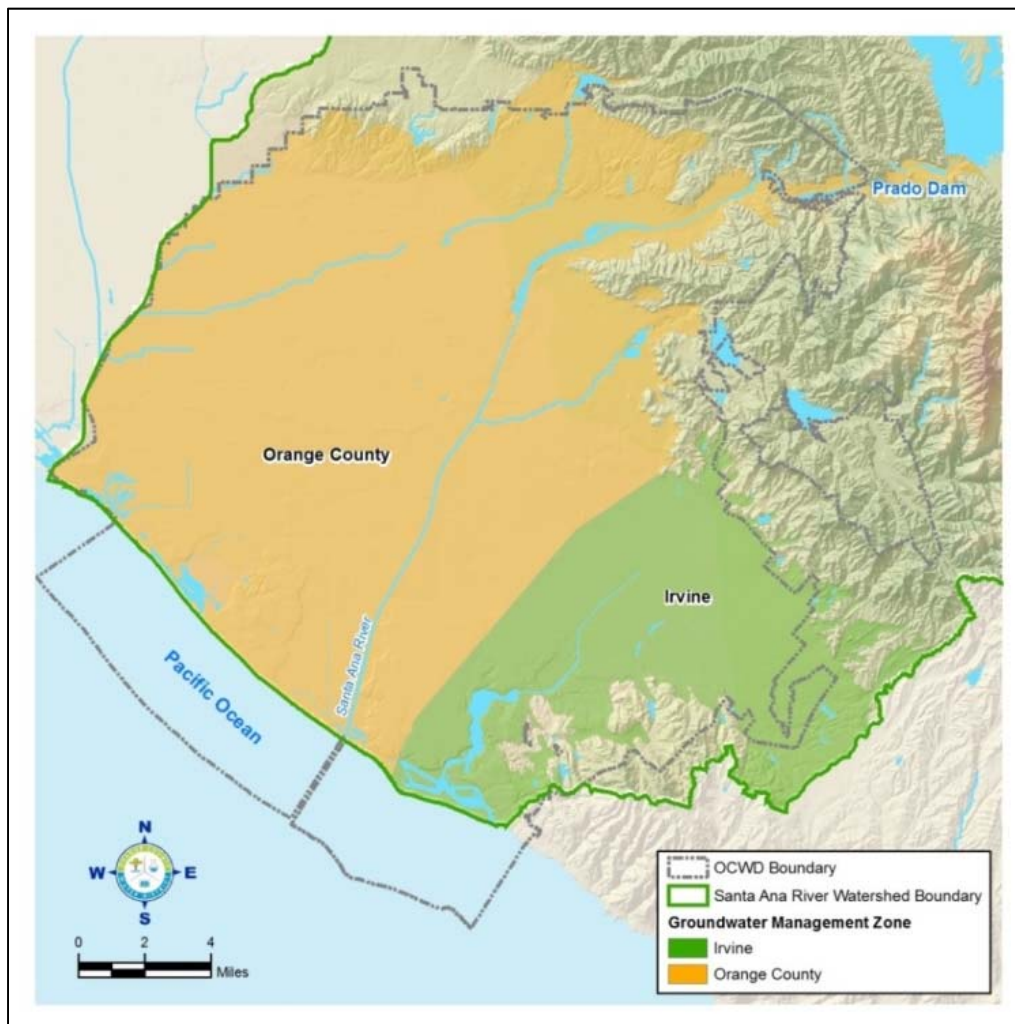 Prado Dam
Orange County
Irvine
Santa Ana River
Pacific Ocean
N
W E
S
0 2 4
Miles
OCWD Boundary
Santa Ana River Watershed Boundary
Groundwater Management Zone
Irvine
Orange County